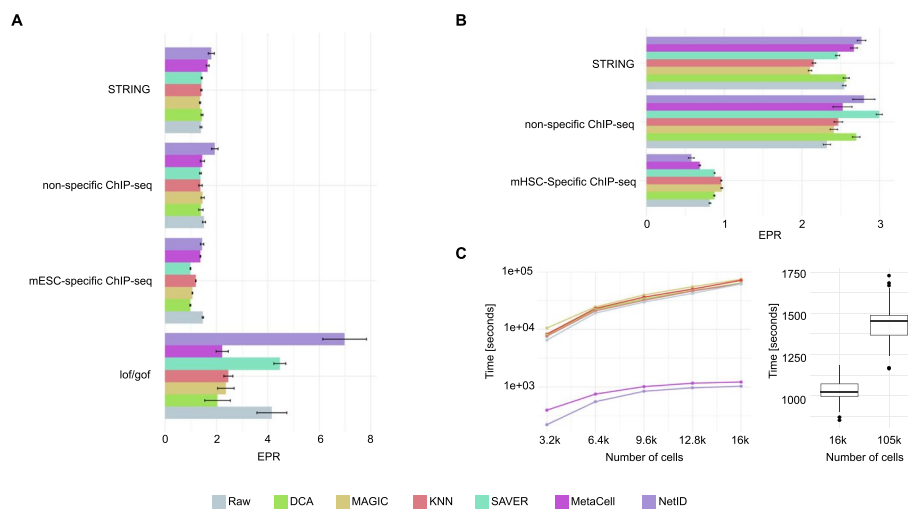 A
STRING
non-specific ChIP-seq
mESC-specific ChIP-seq
lof/gof
0 2 4 6 8
EPR
B
STRING
non-specific ChIP-seq
mHSC-Specific ChIP-seq
0 1 2 3
EPR
C
Time [seconds]
1e+05
1e+04
1e+03
3.2k 6.4k 9.6k 12.8k 16k
Number of cells
Time [seconds]
1750
1500
1250
1000
16k 105k
Number of cells
Raw DCA MAGIC KNN SAVER MetaCell NetID